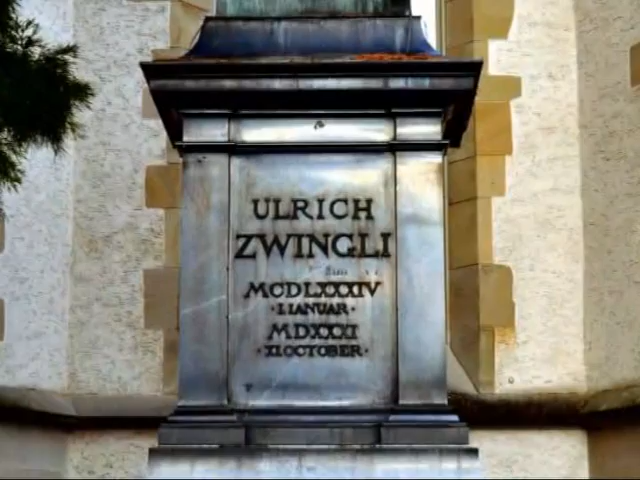 ULRICH
ZWINGLI
MCDLXXXIV
· I. IANUAR ·
MDXXXI
· XI. OCTOBER ·